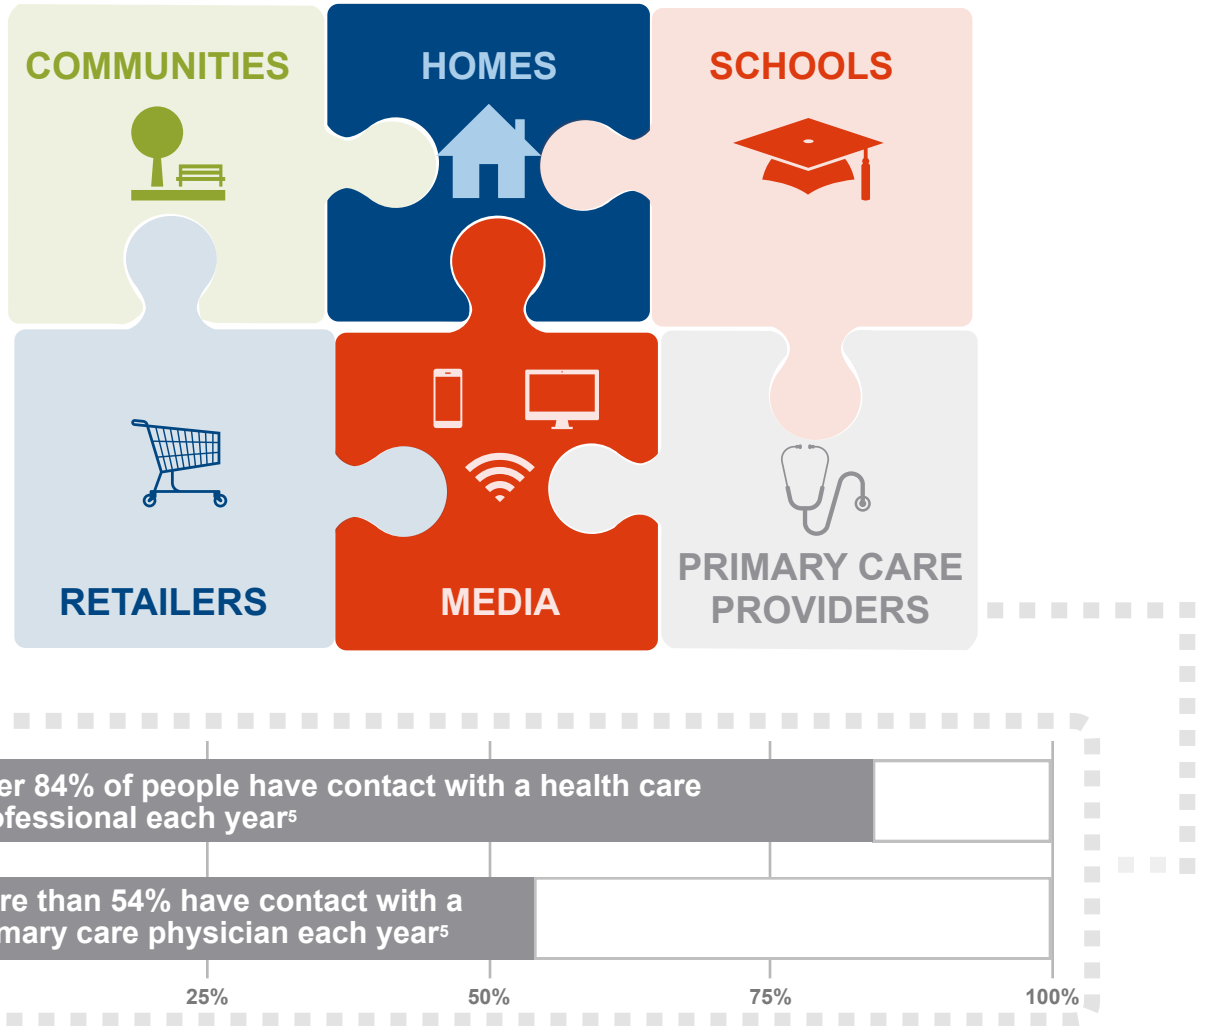 COMMUNITIES
HOMES
SCHOOLS
RETAILERS
MEDIA
PRIMARY CARE
PROVIDERS
er 84% of people have contact with a health care
ofessional each year⁵
re than 54% have contact with a
mary care physician each year⁵
25%
50%
75%
100%